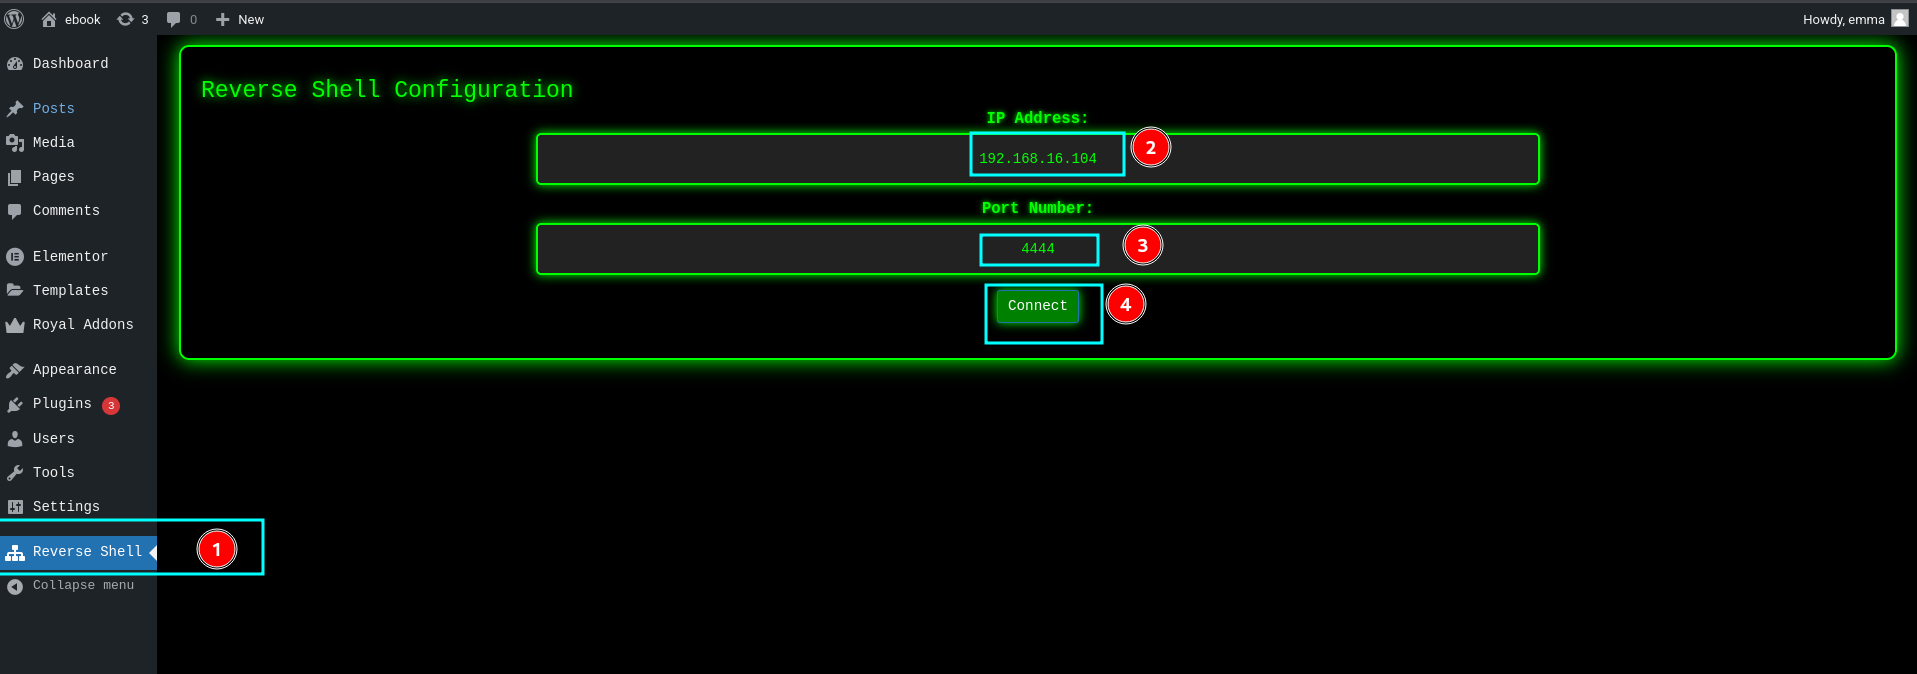 ebook 3 0 New Howdy, emma
Dashboard
Posts
Media
Pages
Comments
Elementor
Templates
Royal Addons
Appearance
Plugins 3
Users
Tools
Settings
Reverse Shell 1
Collapse menu
Reverse Shell Configuration
IP Address:
192.168.16.104 2
Port Number:
4444 3
Connect 4